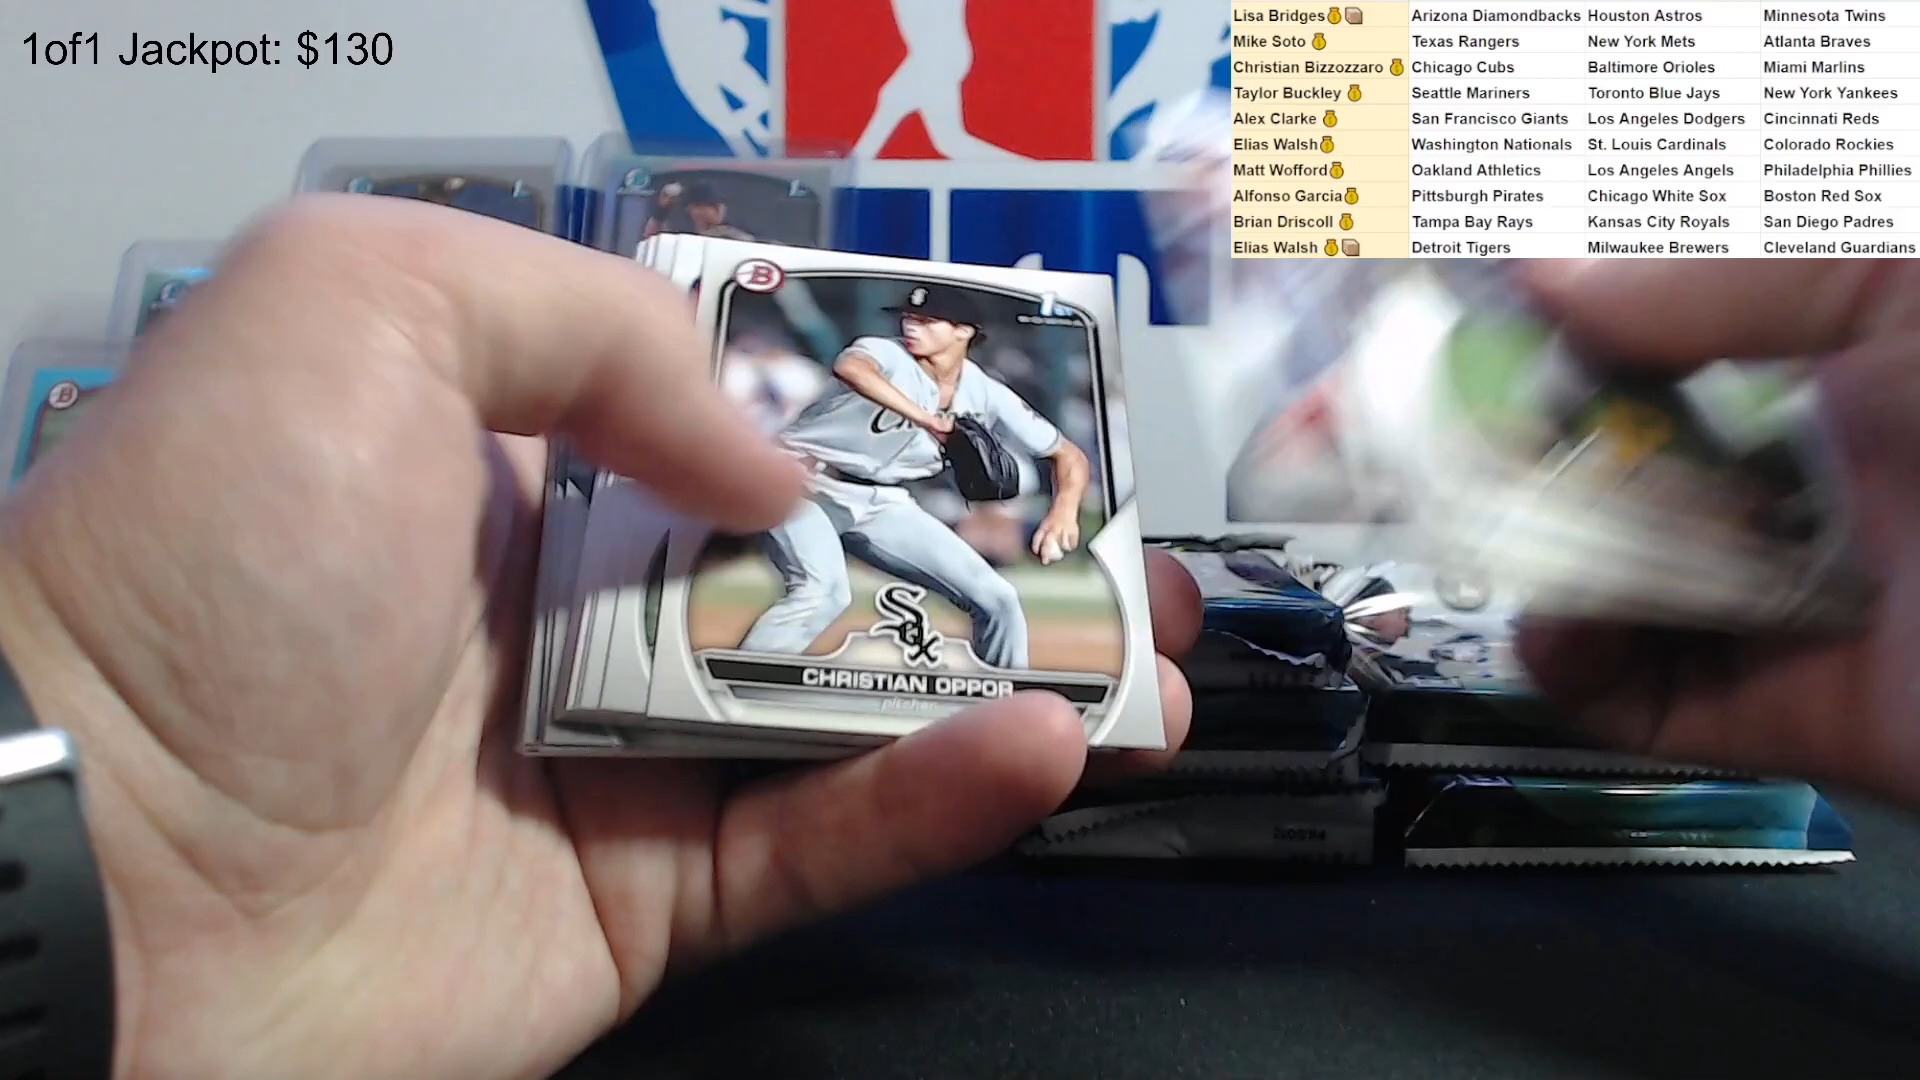 1of1 Jackpot: $130
Lisa Bridges Arizona Diamondbacks Houston Astros Minnesota Twins
Mike Soto Texas Rangers New York Mets Atlanta Braves
Christian Bizzozzaro Chicago Cubs Baltimore Orioles Miami Marlins
Taylor Buckley Seattle Mariners Toronto Blue Jays New York Yankees
Alex Clarke San Francisco Giants Los Angeles Dodgers Cincinnati Reds
Elias Walsh Washington Nationals St. Louis Cardinals Colorado Rockies
Matt Wofford Oakland Athletics Los Angeles Angels Philadelphia Phillies
Alfonso Garcia Pittsburgh Pirates Chicago White Sox Boston Red Sox
Brian Driscoll Tampa Bay Rays Kansas City Royals San Diego Padres
Elias Walsh Detroit Tigers Milwaukee Brewers Cleveland Guardians
B
1st
Sox
CHRISTIAN OPPOR
pitcher